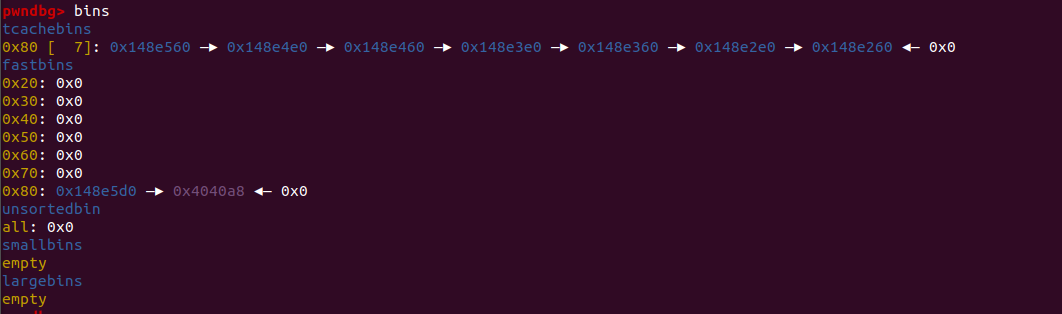 pwndbg> bins
tcachebins
0x80 [  7]: 0x148e560 —▸ 0x148e4e0 —▸ 0x148e460 —▸ 0x148e3e0 —▸ 0x148e360 —▸ 0x148e2e0 —▸ 0x148e260 ◂— 0x0
fastbins
0x20: 0x0
0x30: 0x0
0x40: 0x0
0x50: 0x0
0x60: 0x0
0x70: 0x0
0x80: 0x148e5d0 —▸ 0x4040a8 ◂— 0x0
unsortedbin
all: 0x0
smallbins
empty
largebins
empty